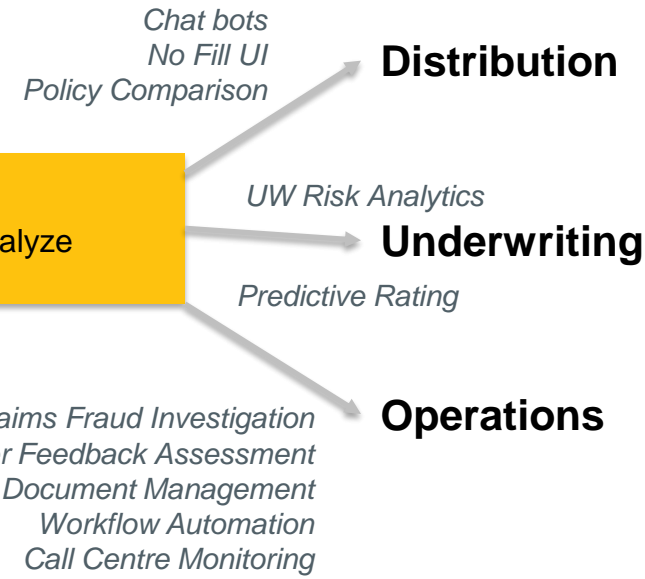 Chat bots
No Fill UI
Policy Comparison
Distribution
UW Risk Analytics
alyze
Underwriting
Predictive Rating
Operations
aims Fraud Investigation
r Feedback Assessment
Document Management
Workflow Automation
Call Centre Monitoring